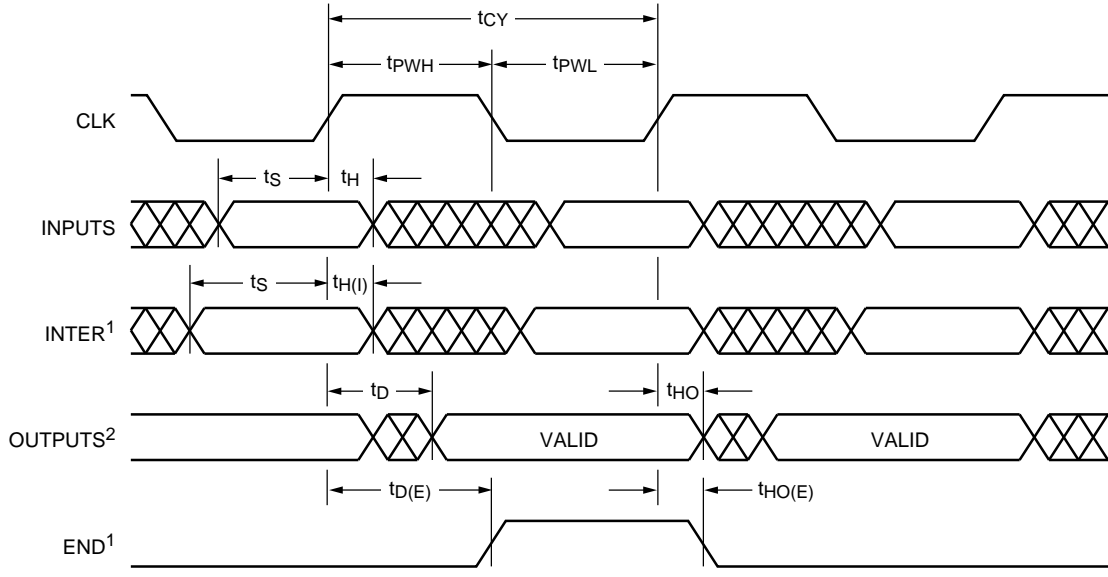 tCY
tPWH
tPWL
CLK
tS
tH
INPUTS
tS
tH(I)
INTER1
tD
tHO
OUTPUTS2
VALID
VALID
tD(E)
tHO(E)
END1